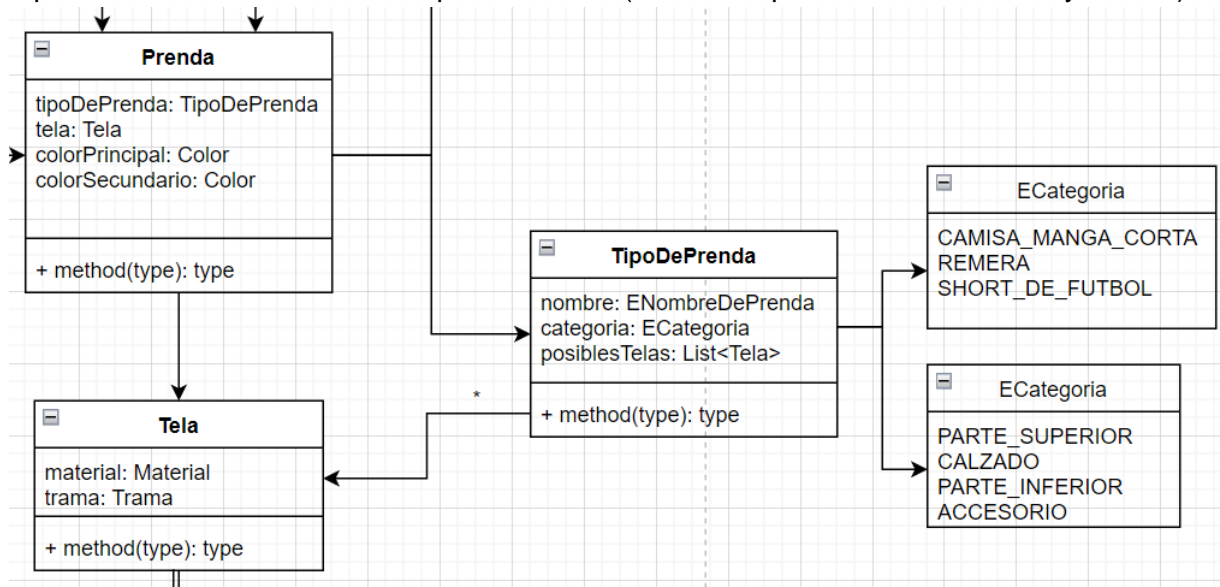 Prenda
tipoDePrenda: TipoDePrenda
tela: Tela
colorPrincipal: Color
colorSecundario: Color
+ method(type): type
TipoDePrenda
nombre: ENombreDePrenda
categoria: ECategoria
posiblesTelas: List<Tela>
+ method(type): type
*
ECategoria
CAMISA_MANGA_CORTA
REMERA
SHORT_DE_FUTBOL
ECategoria
PARTE_SUPERIOR
CALZADO
PARTE_INFERIOR
ACCESORIO
Tela
material: Material
trama: Trama
+ method(type): type